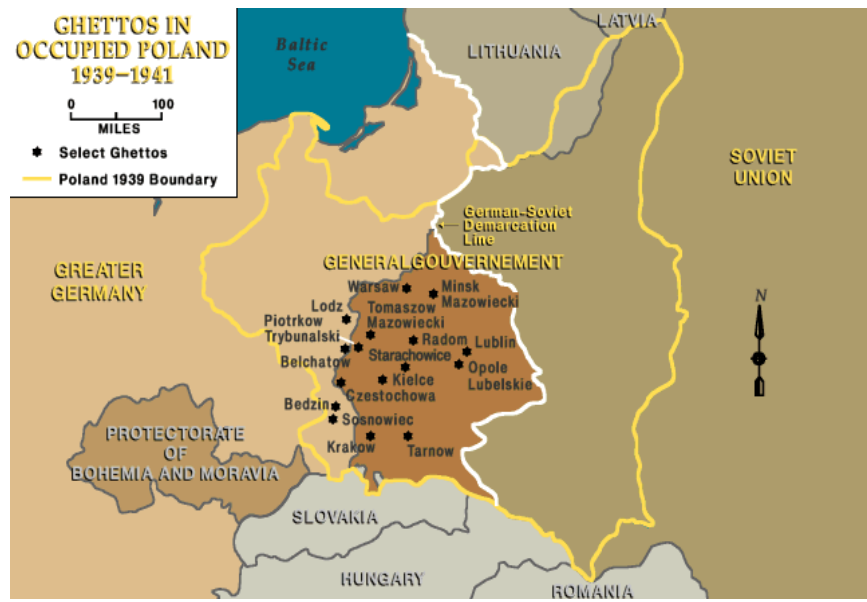 GHETTOS IN
OCCUPIED POLAND
1939–1941
0 100
MILES
Select Ghettos
Poland 1939 Boundary
Baltic
Sea
LATVIA
LITHUANIA
SOVIET
UNION
German-Soviet
Demarcation
Line
GENERALGOUVERNEMENT
GREATER
GERMANY
Warsaw
Minsk
Mazowiecki
Lodz
Tomaszow
Mazowiecki
Piotrkow
Trybunalski
Radom
Lublin
Belchatow
Starachowice
Opole
Lubelskie
Kielce
Czestochowa
Bedzin
Sosnowiec
Krakow
Tarnow
N
PROTECTORATE
OF
BOHEMIA AND MORAVIA
SLOVAKIA
HUNGARY
ROMANIA